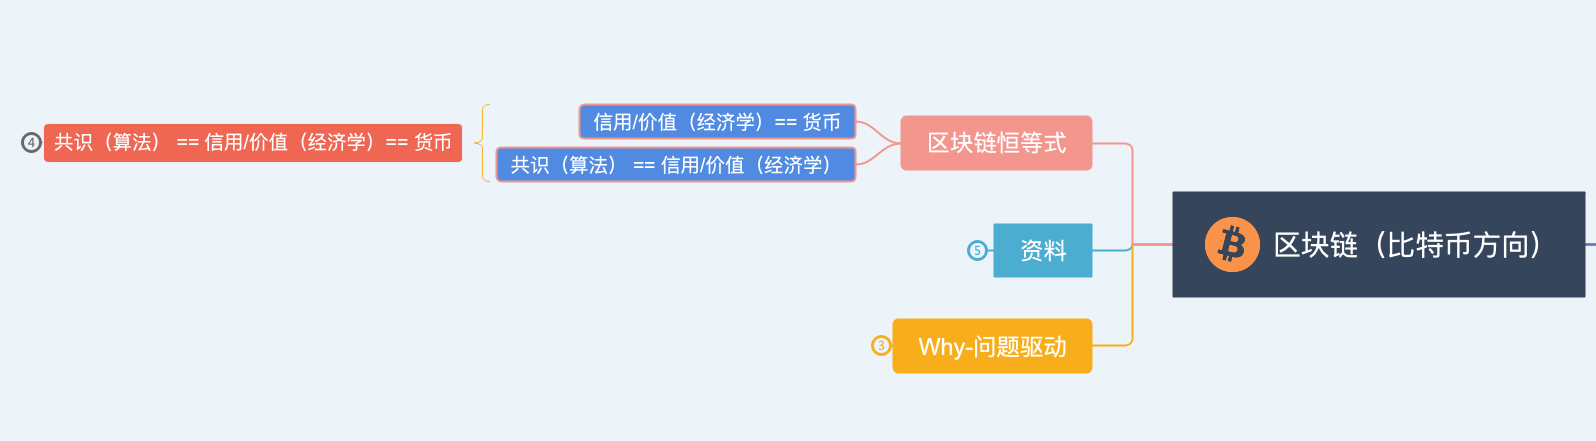 信用/价值（经济学）== 货币
④ 共识（算法） == 信用/价值（经济学）== 货币
区块链恒等式
共识（算法） == 信用/价值（经济学）
⑤ 资料
区块链（比特币方向）
③ Why-问题驱动